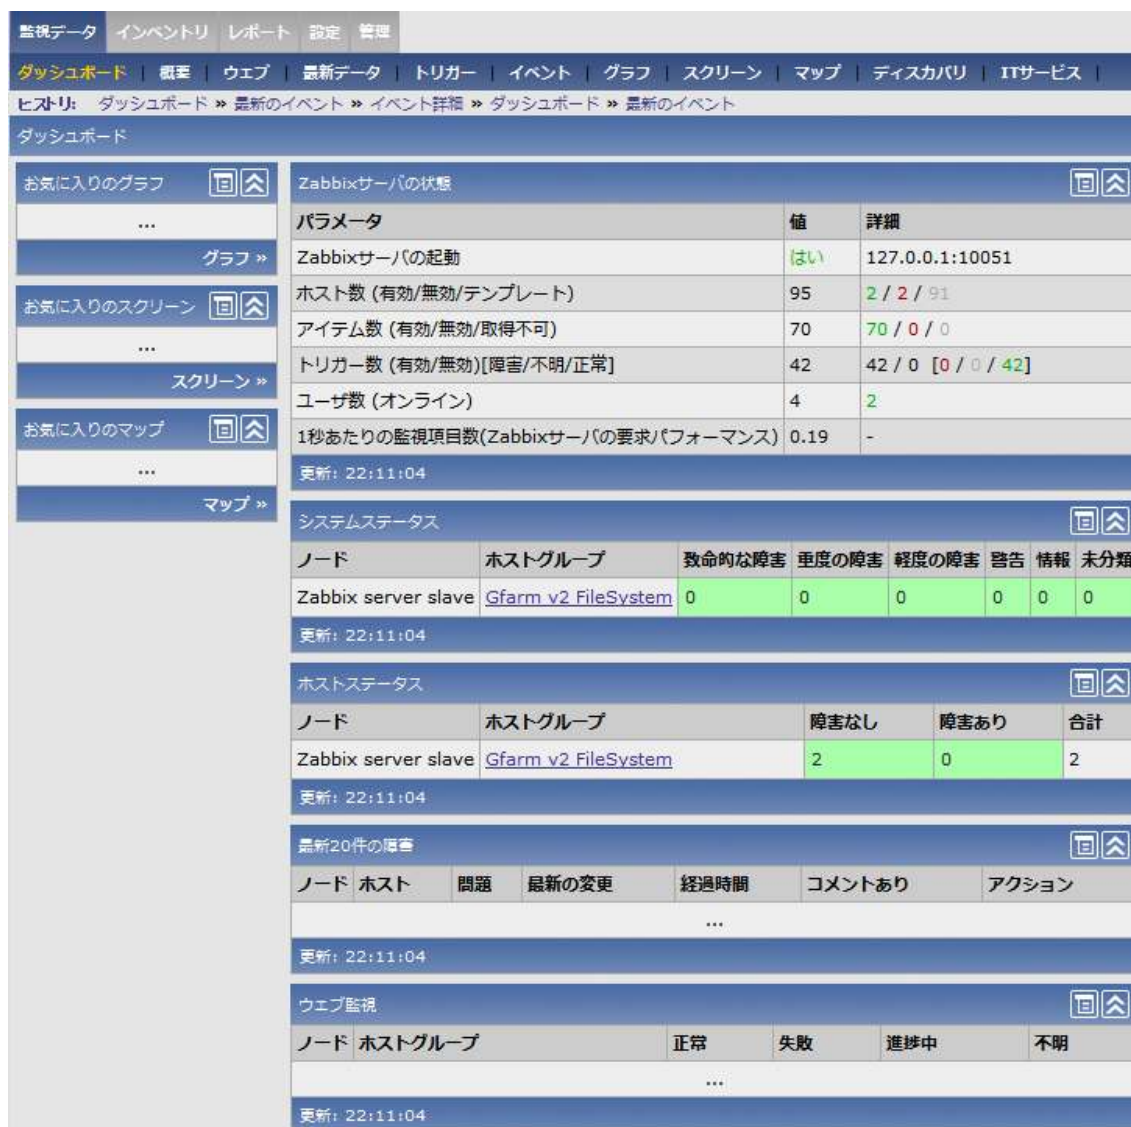 監視データ インベントリ レポート 設定 管理
ダッシュボード | 概要 | ウェブ | 最新データ | トリガー | イベント | グラフ | スクリーン | マップ | ディスカバリ | ITサービス |
ヒストリ: ダッシュボード » 最新のイベント » イベント詳細 » ダッシュボード » 最新のイベント
ダッシュボード
お気に入りのグラフ
...
グラフ »
お気に入りのスクリーン
...
スクリーン »
お気に入りのマップ
...
マップ »
Zabbixサーバの状態
パラメータ 値 詳細
Zabbixサーバの起動 はい 127.0.0.1:10051
ホスト数 (有効/無効/テンプレート) 95 2 / 2 / 91
アイテム数 (有効/無効/取得不可) 70 70 / 0 / 0
トリガー数 (有効/無効)[障害/不明/正常] 42 42 / 0 [0 / 0 / 42]
ユーザ数 (オンライン) 4 2
1秒あたりの監視項目数(Zabbixサーバの要求パフォーマンス) 0.19 -
更新: 22:11:04
システムステータス
ノード ホストグループ 致命的な障害 重度の障害 軽度の障害 警告 情報 未分類
Zabbix server slave Gfarm v2 FileSystem 0 0 0 0 0 0
更新: 22:11:04
ホストステータス
ノード ホストグループ 障害なし 障害あり 合計
Zabbix server slave Gfarm v2 FileSystem 2 0 2
更新: 22:11:04
最新20件の障害
ノード ホスト 問題 最新の変更 経過時間 コメントあり アクション
...
更新: 22:11:04
ウェブ監視
ノード ホストグループ 正常 失敗 進捗中 不明
...
更新: 22:11:04